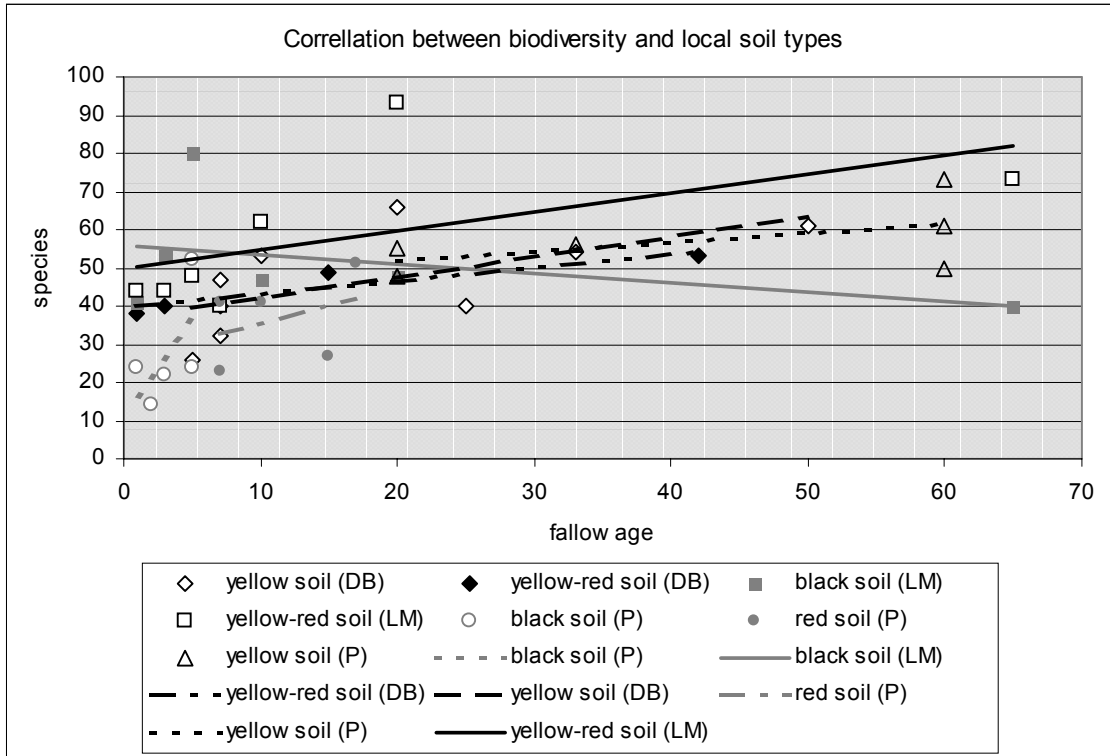 Correllation between biodiversity and local soil types
100
90
80
70
60
50
40
30
20
10
0
species
0 10 20 30 40 50 60 70
fallow age
yellow soil (DB) yellow-red soil (DB) black soil (LM)
yellow-red soil (LM) black soil (P) red soil (P)
yellow soil (P) black soil (P) black soil (LM)
yellow-red soil (DB) yellow soil (DB) red soil (P)
yellow soil (P) yellow-red soil (LM)